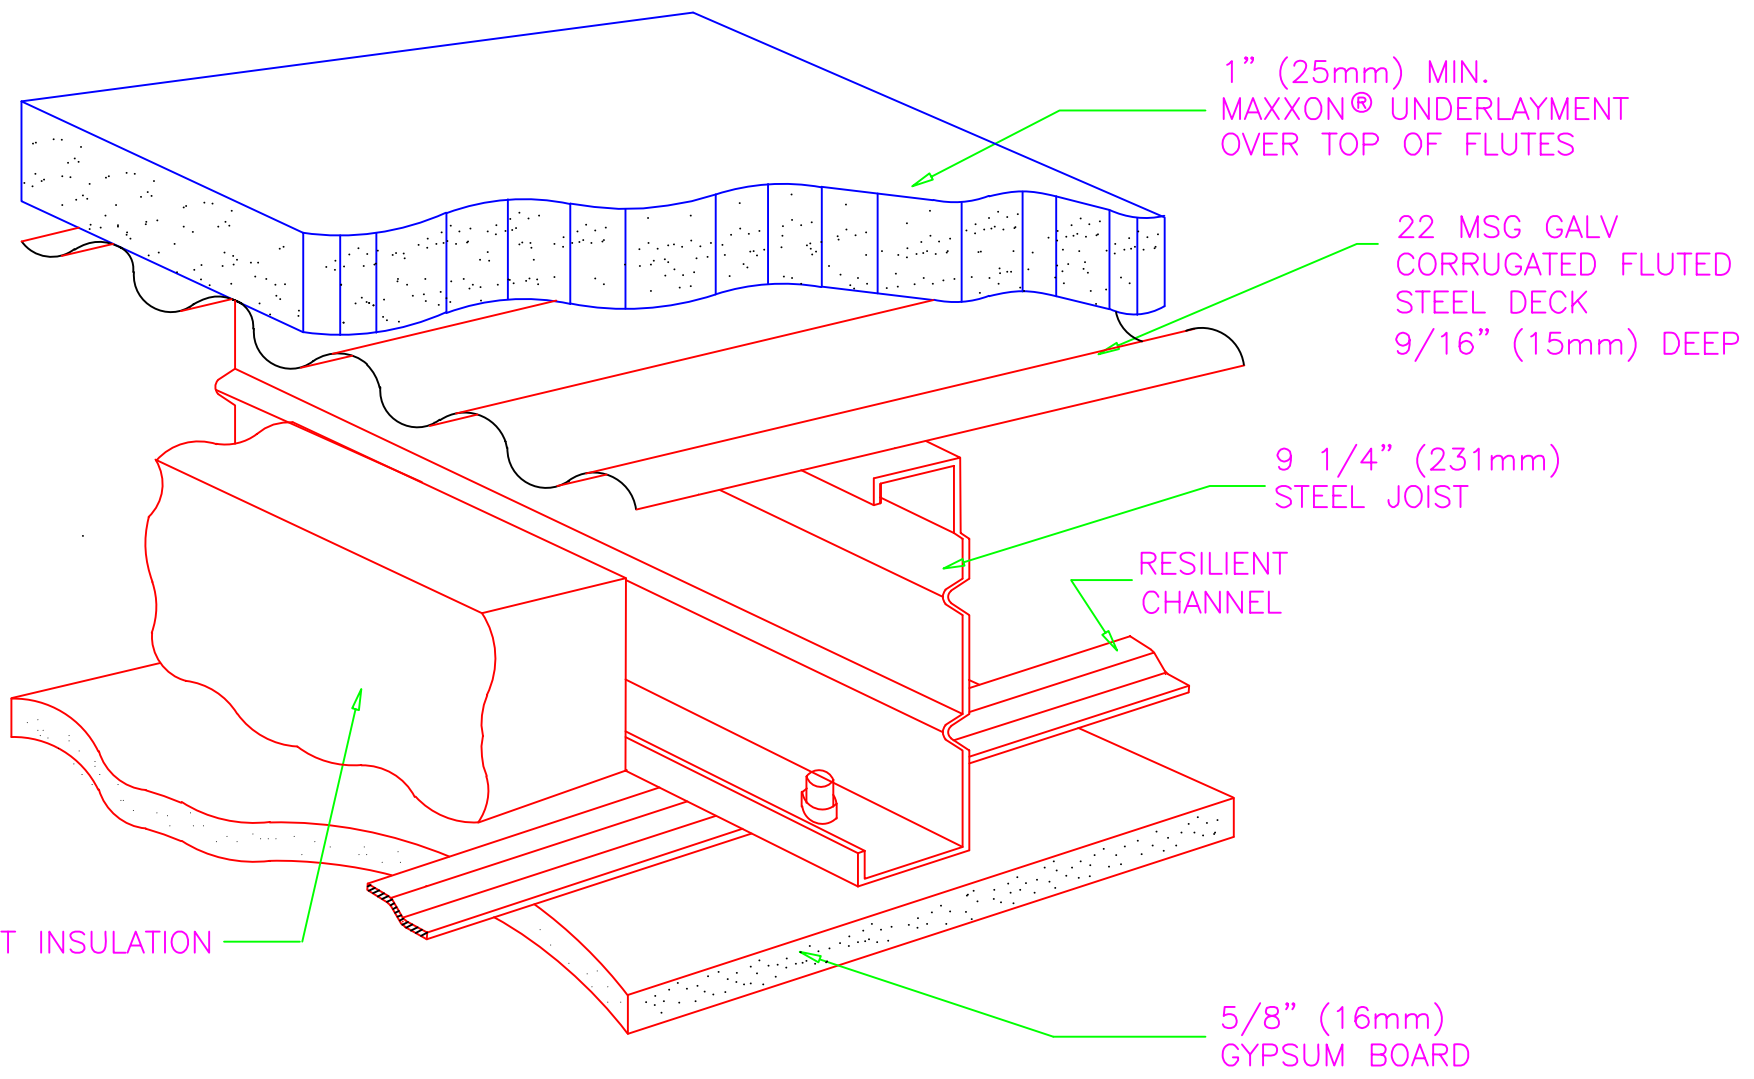 1” (25mm) MIN.
MAXXON® UNDERLAYMENT
OVER TOP OF FLUTES
22 MSG GALV
CORRUGATED FLUTED
STEEL DECK
9/16” (15mm) DEEP
9 1/4” (231mm)
STEEL JOIST
RESILIENT
CHANNEL
T INSULATION
5/8” (16mm)
GYPSUM BOARD